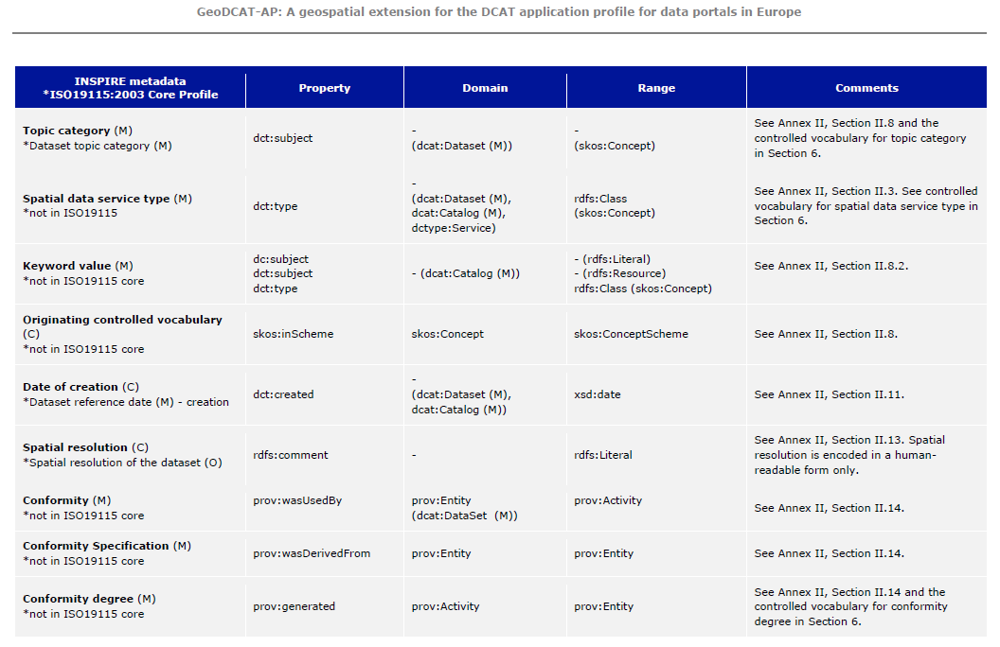 GeoDCAT-AP: A geospatial extension for the DCAT application profile for data portals in Europe
INSPIRE metadata
*ISO19115:2003 Core Profile
Property
Domain
Range
Comments
Topic category (M)
*Dataset topic category (M)
dct:subject
-
(dcat:Dataset (M))
-
(skos:Concept)
See Annex II, Section II.8 and the
controlled vocabulary for topic category
in Section 6.
Spatial data service type (M)
*not in ISO19115
dct:type
-
(dcat:Dataset (M),
dcat:Catalog (M),
dctype:Service)
rdfs:Class
(skos:Concept)
See Annex II, Section II.3. See controlled
vocabulary for spatial data service type in
Section 6.
Keyword value (M)
*not in ISO19115 core
dc:subject
dct:subject
dct:type
- (dcat:Catalog (M))
- (rdfs:Literal)
- (rdfs:Resource)
rdfs:Class (skos:Concept)
See Annex II, Section II.8.2.
Originating controlled vocabulary
(C)
*not in ISO19115 core
skos:inScheme
skos:Concept
skos:ConceptScheme
See Annex II, Section II.8.
Date of creation (C)
*Dataset reference date (M) - creation
dct:created
-
(dcat:Dataset (M),
dcat:Catalog (M))
xsd:date
See Annex II, Section II.11.
Spatial resolution (C)
*Spatial resolution of the dataset (O)
rdfs:comment
-
rdfs:Literal
See Annex II, Section II.13. Spatial
resolution is encoded in a human-
readable form only.
Conformity (M)
*not in ISO19115 core
prov:wasUsedBy
prov:Entity
(dcat:DataSet (M))
prov:Activity
See Annex II, Section II.14.
Conformity Specification (M)
*not in ISO19115 core
prov:wasDerivedFrom
prov:Entity
prov:Entity
See Annex II, Section II.14.
Conformity degree (M)
*not in ISO19115 core
prov:generated
prov:Activity
prov:Entity
See Annex II, Section II.14 and the
controlled vocabulary for conformity
degree in Section 6.